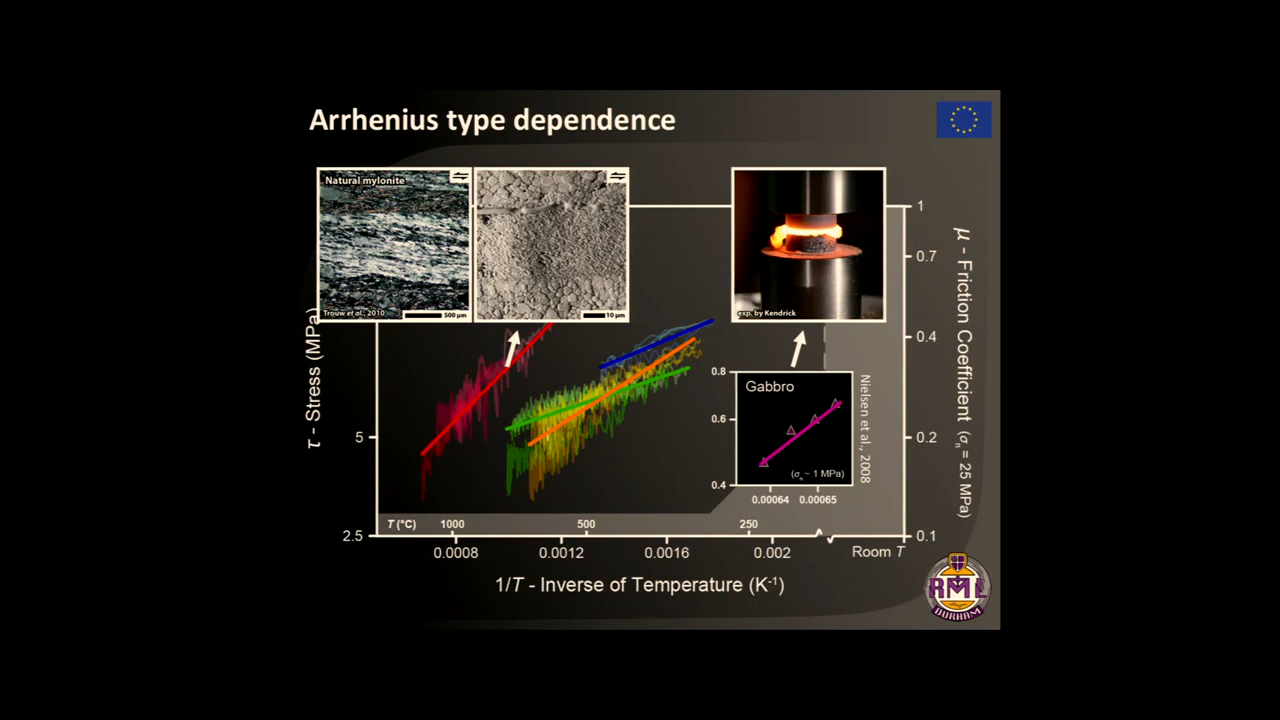 Arrhenius type dependence
Natural mylonite
Trouw et al., 2010
500 µm
10 µm
exp. by Kendrick
τ - Stress (MPa)
5
2.5
1
0.7
0.4
0.2
0.1
μ - Friction Coefficient (σn = 25 MPa)
0.8
0.6
0.4
Gabbro
(σn ~ 1 MPa)
0.00064 0.00065
Nielsen et al., 2008
T (°C) 1000 500 250
0.0008 0.0012 0.0016 0.002 Room T
1/T - Inverse of Temperature (K-1)
RML
DURHAM